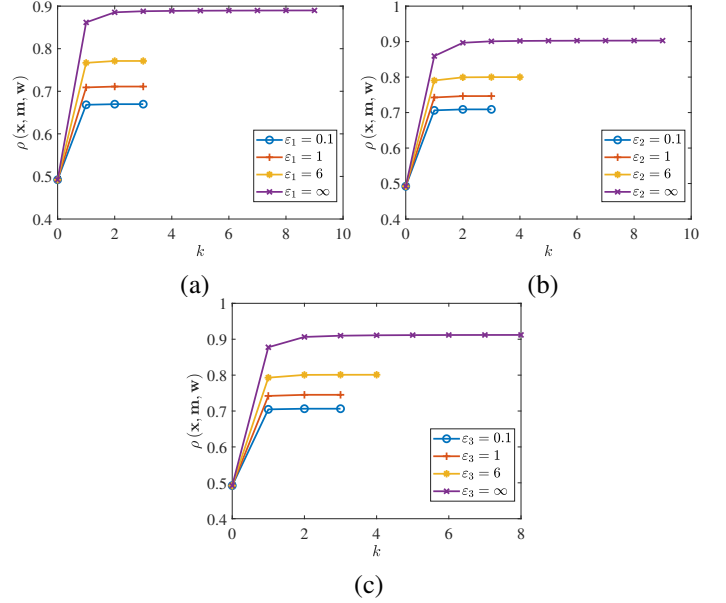 0.9
0.8
0.7
0.6
0.5
0.4
ρ (x, m, w)
0 2 4 6 8 10
k
ε₁ = 0.1
ε₁ = 1
ε₁ = 6
ε₁ = ∞
(a)
1
0.9
0.8
0.7
0.6
0.5
0.4
ρ (x, m, w)
0 2 4 6 8 10
k
ε₂ = 0.1
ε₂ = 1
ε₂ = 6
ε₂ = ∞
(b)
1
0.9
0.8
0.7
0.6
0.5
0.4
ρ (x, m, w)
0 2 4 6 8
k
ε₃ = 0.1
ε₃ = 1
ε₃ = 6
ε₃ = ∞
(c)